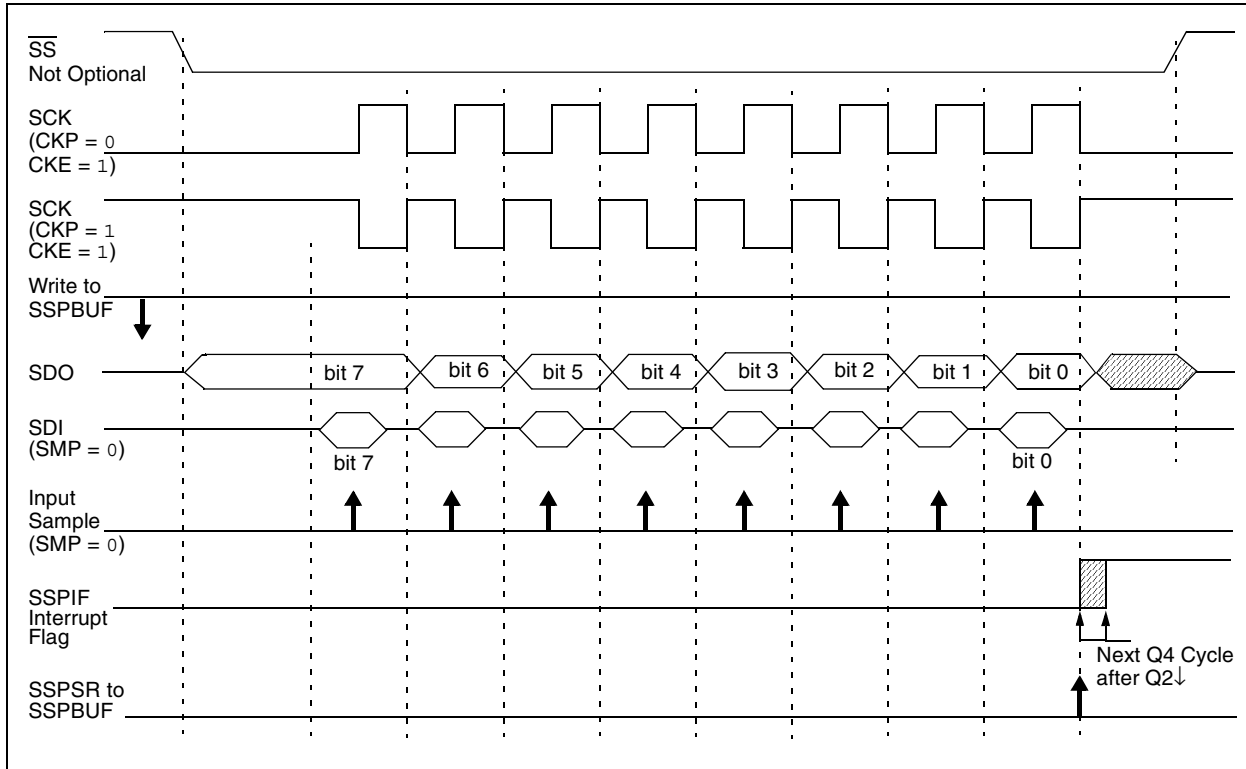 SS
Not Optional
SCK
(CKP = 0
CKE = 1)
SCK
(CKP = 1
CKE = 1)
Write to
SSPBUF
SDO
bit 7
bit 6
bit 5
bit 4
bit 3
bit 2
bit 1
bit 0
SDI
(SMP = 0)
bit 7
bit 0
Input
Sample
(SMP = 0)
SSPIF
Interrupt
Flag
Next Q4 Cycle
after Q2↓
SSPSR to
SSPBUF